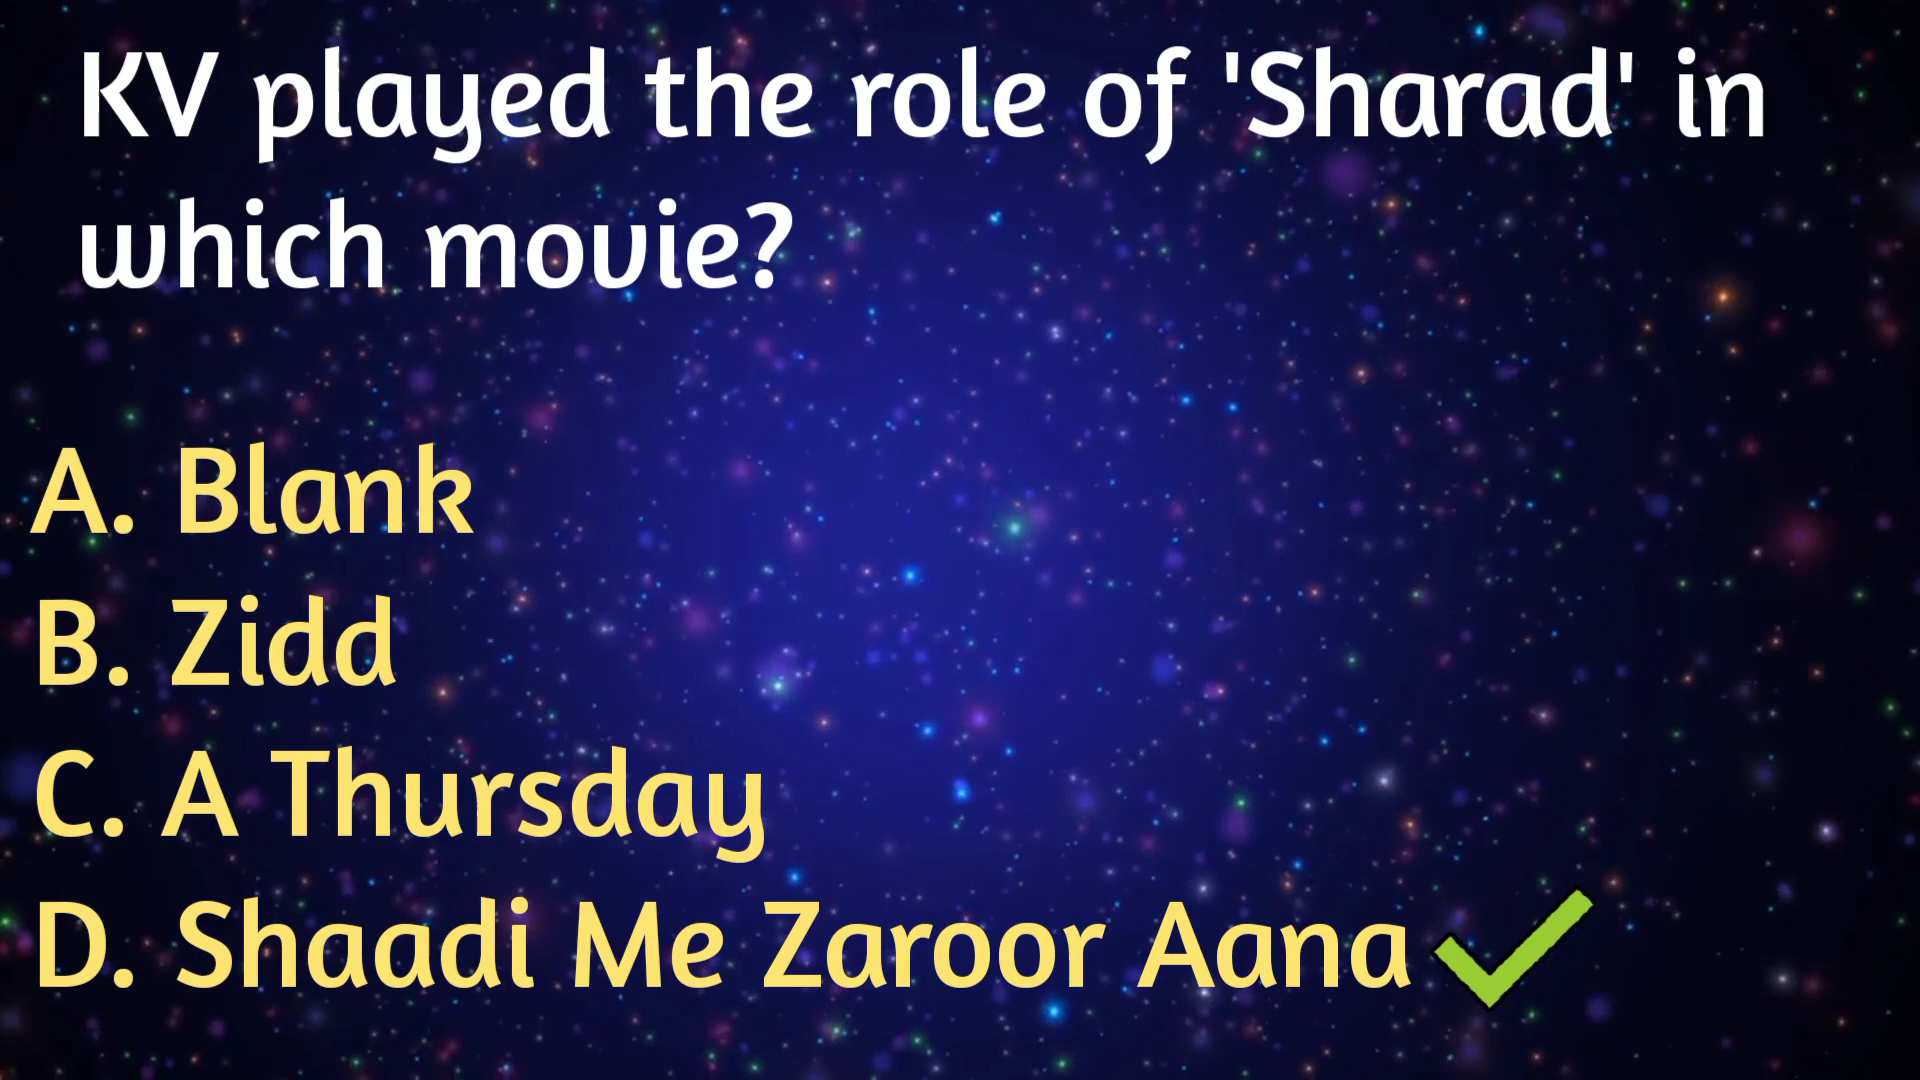 KV played the role of 'Sharad' in
which movie?
A. Blank
B. Zidd
C. A Thursday
D. Shaadi Me Zaroor Aana